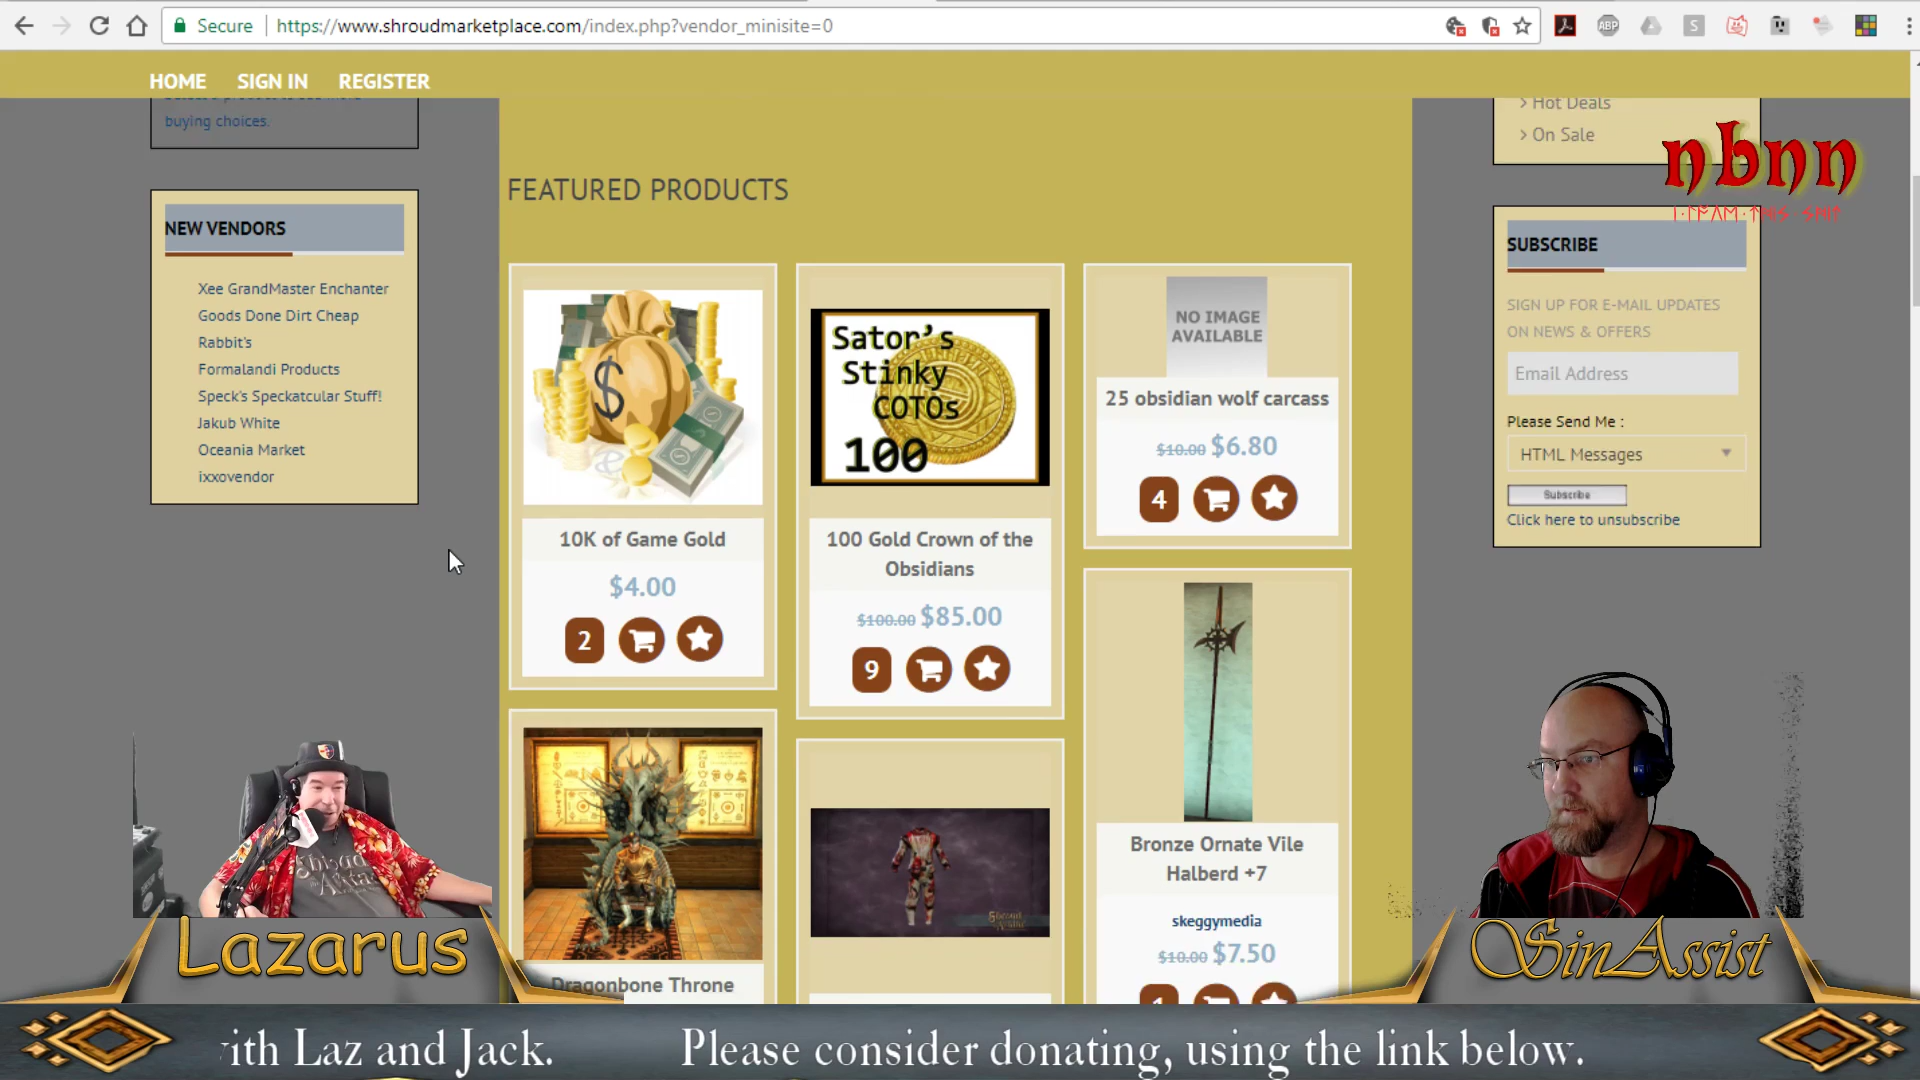 Secure https://www.shroudmarketplace.com/index.php?vendor_minisite=0
ABP
S
HOME SIGN IN REGISTER
buying choices.
NEW VENDORS
Xee GrandMaster Enchanter
Goods Done Dirt Cheap
Rabbit's
Formalandi Products
Speck's Speckatcular Stuff!
Jakub White
Oceania Market
ixxovendor
FEATURED PRODUCTS
$
10K of Game Gold
$4.00
2
Sator's
Stinky
COTOs
100
100 Gold Crown of the
Obsidians
$100.00 $85.00
9
NO IMAGE
AVAILABLE
25 obsidian wolf carcass
$10.00 $6.80
4
Bronze Ornate Vile
Halberd +7
skeggymedia
$10.00 $7.50
1
Dragonbone Throne
> Hot Deals
> On Sale
nbnn
SUBSCRIBE
SIGN UP FOR E-MAIL UPDATES
ON NEWS & OFFERS
Email Address
Please Send Me :
HTML Messages
Subscribe
Click here to unsubscribe
Lazarus
SinAssist
with Laz and Jack. Please consider donating, using the link below.